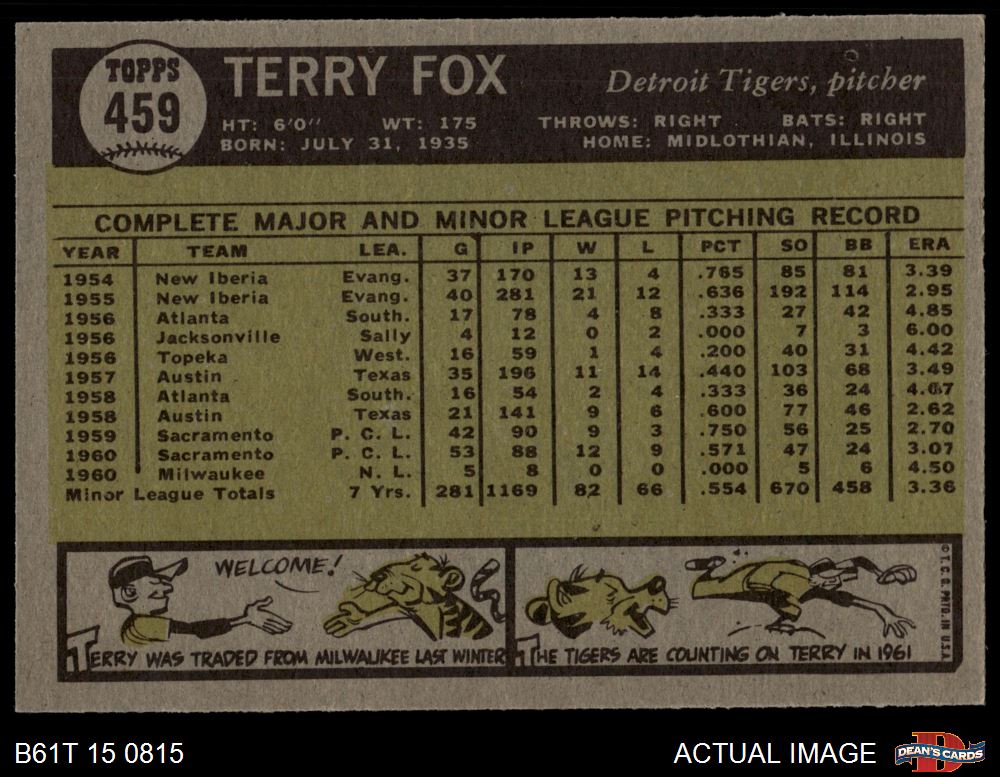 TOPPS
459
TERRY FOX
Detroit Tigers, pitcher
HT: 6'0" WT: 175 THROWS: RIGHT BATS: RIGHT
BORN: JULY 31, 1935 HOME: MIDLOTHIAN, ILLINOIS
COMPLETE MAJOR AND MINOR LEAGUE PITCHING RECORD
YEAR TEAM LEA. G IP W L PCT SO BB ERA
1954 New Iberia Evang. 37 170 13 4 .765 85 81 3.39
1955 New Iberia Evang. 40 281 21 12 .636 192 114 2.95
1956 Atlanta South. 17 78 4 8 .333 27 42 4.85
1956 Jacksonville Sally 4 12 0 2 .000 7 3 6.00
1956 Topeka West. 16 59 1 4 .200 40 31 4.42
1957 Austin Texas 35 196 11 14 .440 103 68 3.49
1958 Atlanta South. 16 54 2 4 .333 36 24 4.67
1958 Austin Texas 21 141 9 6 .600 77 46 2.62
1959 Sacramento P. C. L. 42 90 9 3 .750 56 25 2.70
1960 Sacramento P. C. L. 53 88 12 9 .571 47 24 3.07
1960 Milwaukee N. L. 5 8 0 0 .000 5 6 4.50
Minor League Totals 7 Yrs. 281 1169 82 66 .554 670 458 3.36
WELCOME!
TERRY WAS TRADED FROM MILWAUKEE LAST WINTER
THE TIGERS ARE COUNTING ON TERRY IN 1961
© T. C. G. PRTD. IN U.S.A.
B61T 15 0815
ACTUAL IMAGE
DEAN'S CARDS